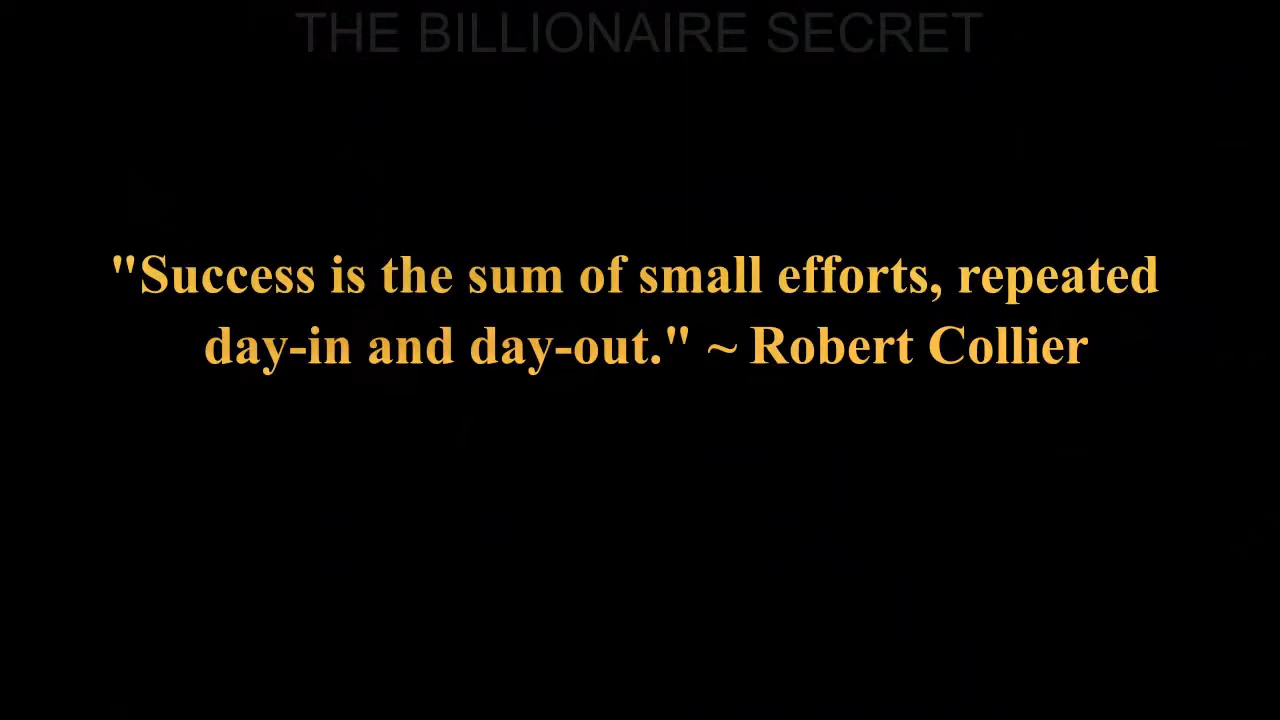 THE BILLIONAIRE SECRET
"Success is the sum of small efforts, repeated
day-in and day-out." ~ Robert Collier